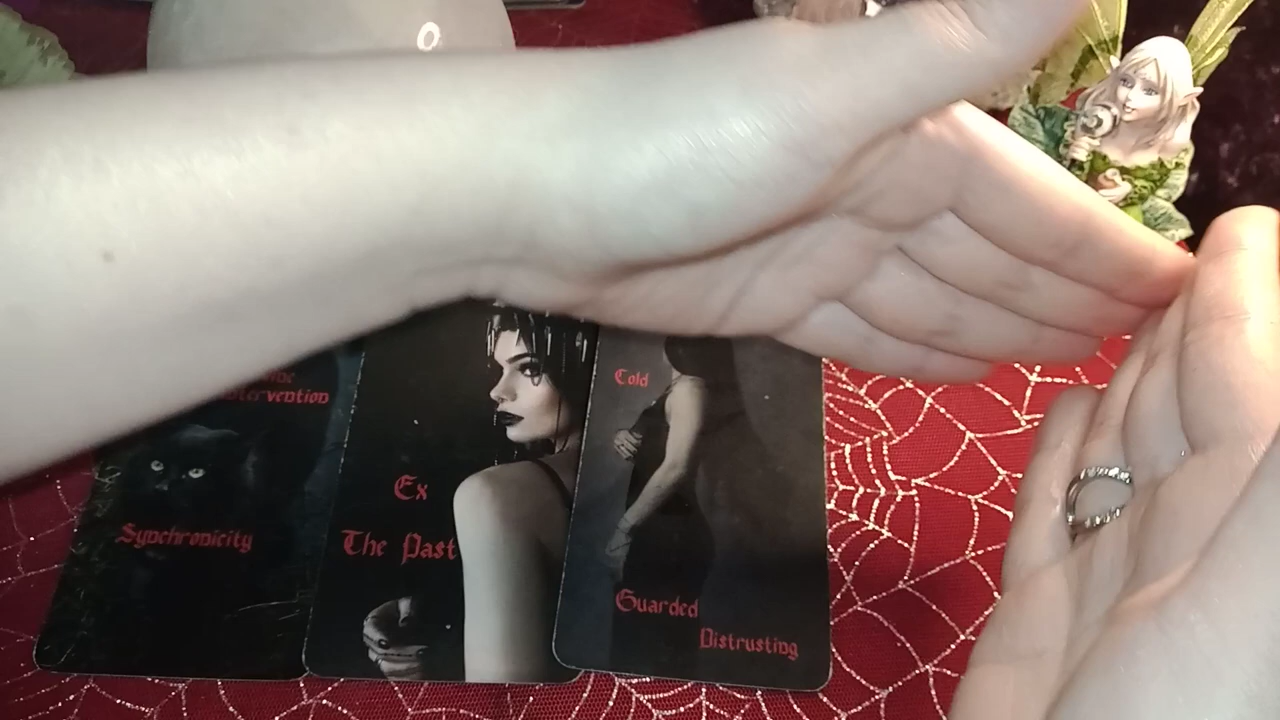 Synchronicity
Ex
The Past
Cold
Guarded
Distrusting